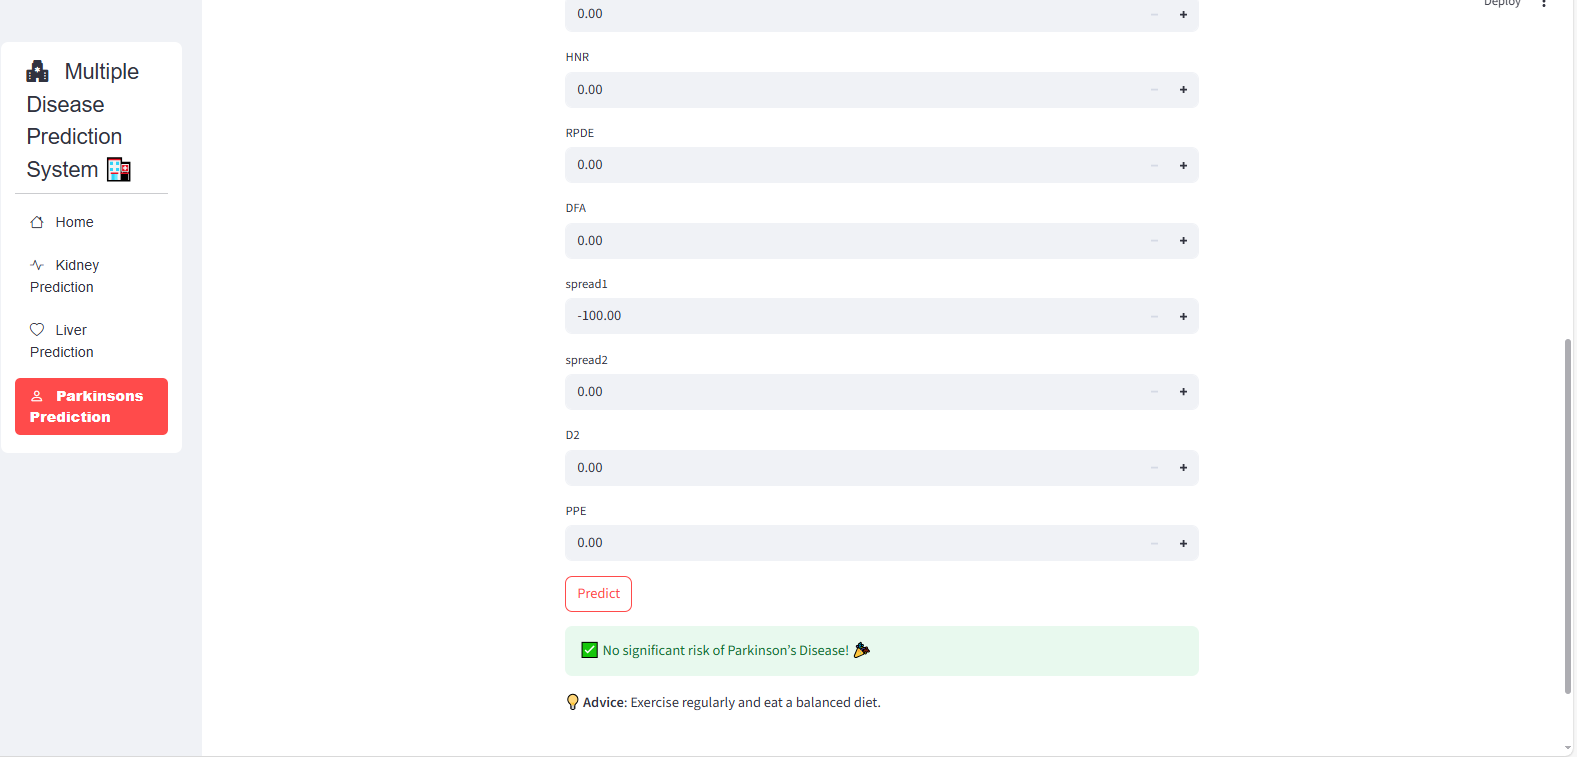 Deploy
Multiple
Disease
Prediction
System
Home
Kidney
Prediction
Liver
Prediction
Parkinsons
Prediction
0.00
HNR
0.00
RPDE
0.00
DFA
0.00
spread1
-100.00
spread2
0.00
D2
0.00
PPE
0.00
Predict
No significant risk of Parkinson’s Disease!
Advice: Exercise regularly and eat a balanced diet.